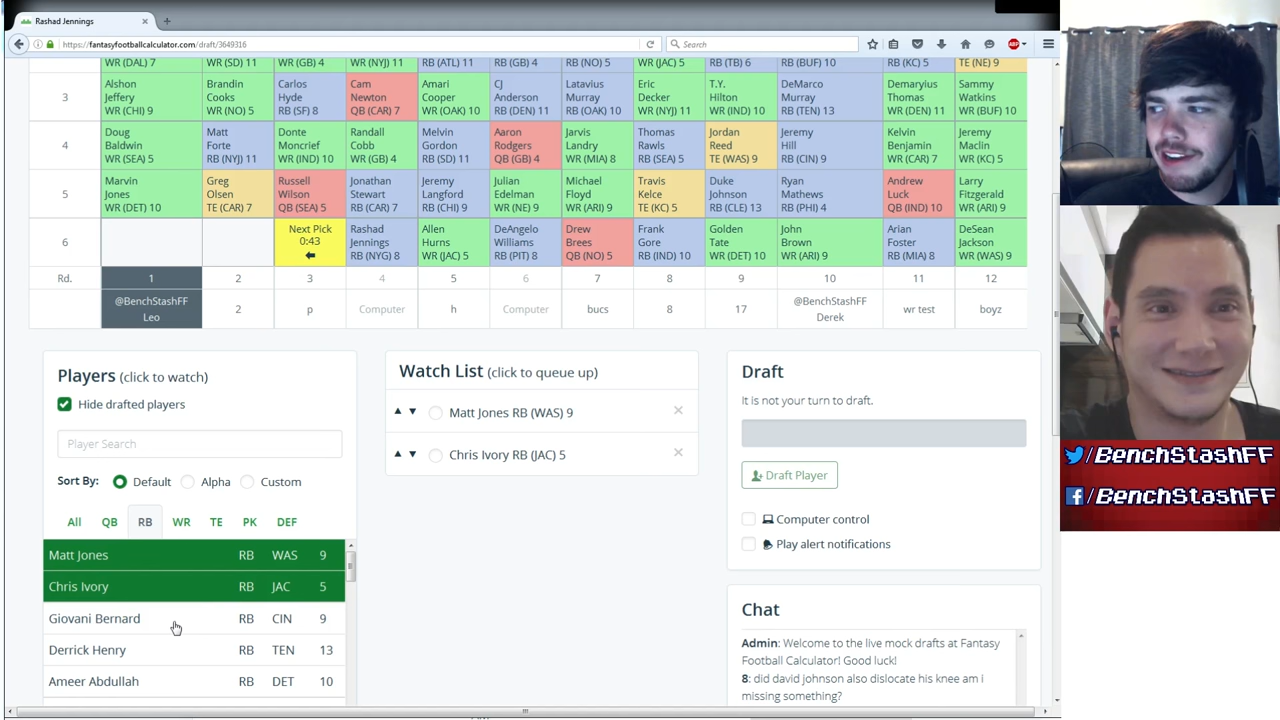 Rashad Jennings
https://fantasyfootballcalculator.com/draft/3649316
Search
ABP
WR (DAL) 7
WR (SD) 11
WR (GB) 4
WR (NYJ) 11
RB (ATL) 11
RB (GB) 4
RB (NO) 5
WR (JAC) 5
RB (TB) 6
RB (BUF) 10
RB (KC) 5
TE (NE) 9
3
Alshon
Jeffery
WR (CHI) 9
Brandin
Cooks
WR (NO) 5
Carlos
Hyde
RB (SF) 8
Cam
Newton
QB (CAR) 7
Amari
Cooper
WR (OAK) 10
CJ
Anderson
RB (DEN) 11
Latavius
Murray
RB (OAK) 10
Eric
Decker
WR (NYJ) 11
T.Y.
Hilton
WR (IND) 10
DeMarco
Murray
RB (TEN) 13
Demaryius
Thomas
WR (DEN) 11
Sammy
Watkins
WR (BUF) 10
4
Doug
Baldwin
WR (SEA) 5
Matt
Forte
RB (NYJ) 11
Donte
Moncrief
WR (IND) 10
Randall
Cobb
WR (GB) 4
Melvin
Gordon
RB (SD) 11
Aaron
Rodgers
QB (GB) 4
Jarvis
Landry
WR (MIA) 8
Thomas
Rawls
RB (SEA) 5
Jordan
Reed
TE (WAS) 9
Jeremy
Hill
RB (CIN) 9
Kelvin
Benjamin
WR (CAR) 7
Jeremy
Maclin
WR (KC) 5
5
Marvin
Jones
WR (DET) 10
Greg
Olsen
TE (CAR) 7
Russell
Wilson
QB (SEA) 5
Jonathan
Stewart
RB (CAR) 7
Jeremy
Langford
RB (CHI) 9
Julian
Edelman
WR (NE) 9
Michael
Floyd
WR (ARI) 9
Travis
Kelce
TE (KC) 5
Duke
Johnson
RB (CLE) 13
Ryan
Mathews
RB (PHI) 4
Andrew
Luck
QB (IND) 10
Larry
Fitzgerald
WR (ARI) 9
6
Next Pick
0:43
Rashad
Jennings
RB (NYG) 8
Allen
Hurns
WR (JAC) 5
DeAngelo
Williams
RB (PIT) 8
Drew
Brees
QB (NO) 5
Frank
Gore
RB (IND) 10
Golden
Tate
WR (DET) 10
John
Brown
WR (ARI) 9
Arian
Foster
RB (MIA) 8
DeSean
Jackson
WR (WAS) 9
Rd. 1 2 3 4 5 6 7 8 9 10 11 12
@BenchStashFF
Leo
2
p
Computer
h
Computer
bucs
8
17
@BenchStashFF
Derek
wr test
boyz
Players (click to watch)
Hide drafted players
Player Search
Sort By: Default Alpha Custom
All QB RB WR TE PK DEF
Matt Jones RB WAS 9
Chris Ivory RB JAC 5
Giovani Bernard RB CIN 9
Derrick Henry RB TEN 13
Ameer Abdullah RB DET 10
Watch List (click to queue up)
Matt Jones RB (WAS) 9
Chris Ivory RB (JAC) 5
Draft
It is not your turn to draft.
Draft Player
Computer control
Play alert notifications
Chat
Admin: Welcome to the live mock drafts at Fantasy
Football Calculator! Good luck!
8: did david johnson also dislocate his knee am i
missing something?
/BenchStashFF
/BenchStashFF